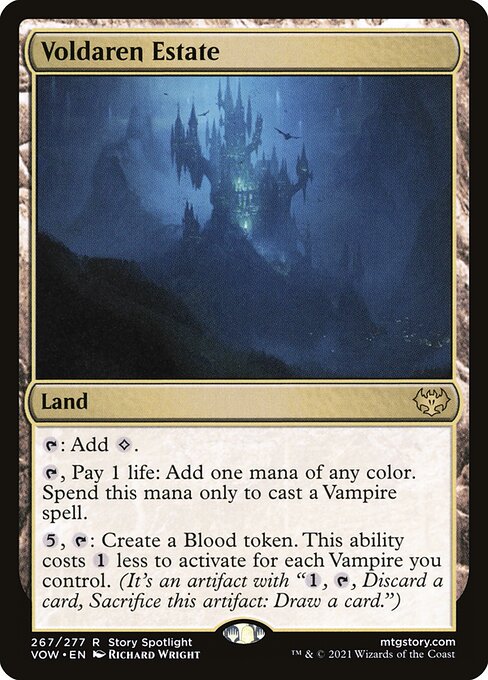 Voldaren Estate
Land
: Add .
, Pay 1 life: Add one mana of any color.
Spend this mana only to cast a Vampire
spell.
5, : Create a Blood token. This ability
costs 1 less to activate for each Vampire you
control. (It's an artifact with “1, , Discard a
card, Sacrifice this artifact: Draw a card.”)
267/277 R Story Spotlight mtgstory.com
VOW • EN Richard Wright ™ & © 2021 Wizards of the Coast